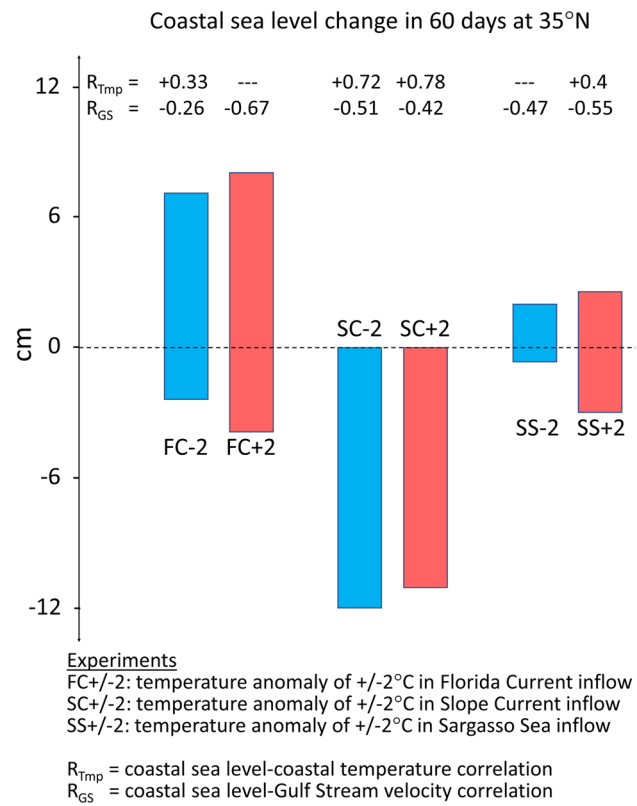 Coastal sea level change in 60 days at 35°N
12
R_Tmp = +0.33 --- +0.72 +0.78 --- +0.4
R_GS = -0.26 -0.67 -0.51 -0.42 -0.47 -0.55
6
SC-2 SC+2
cm
0
SS-2 SS+2
FC-2 FC+2
-6
-12
Experiments
FC+/-2: temperature anomaly of +/-2°C in Florida Current inflow
SC+/-2: temperature anomaly of +/-2°C in Slope Current inflow
SS+/-2: temperature anomaly of +/-2°C in Sargasso Sea inflow
R_Tmp = coastal sea level-coastal temperature correlation
R_GS = coastal sea level-Gulf Stream velocity correlation